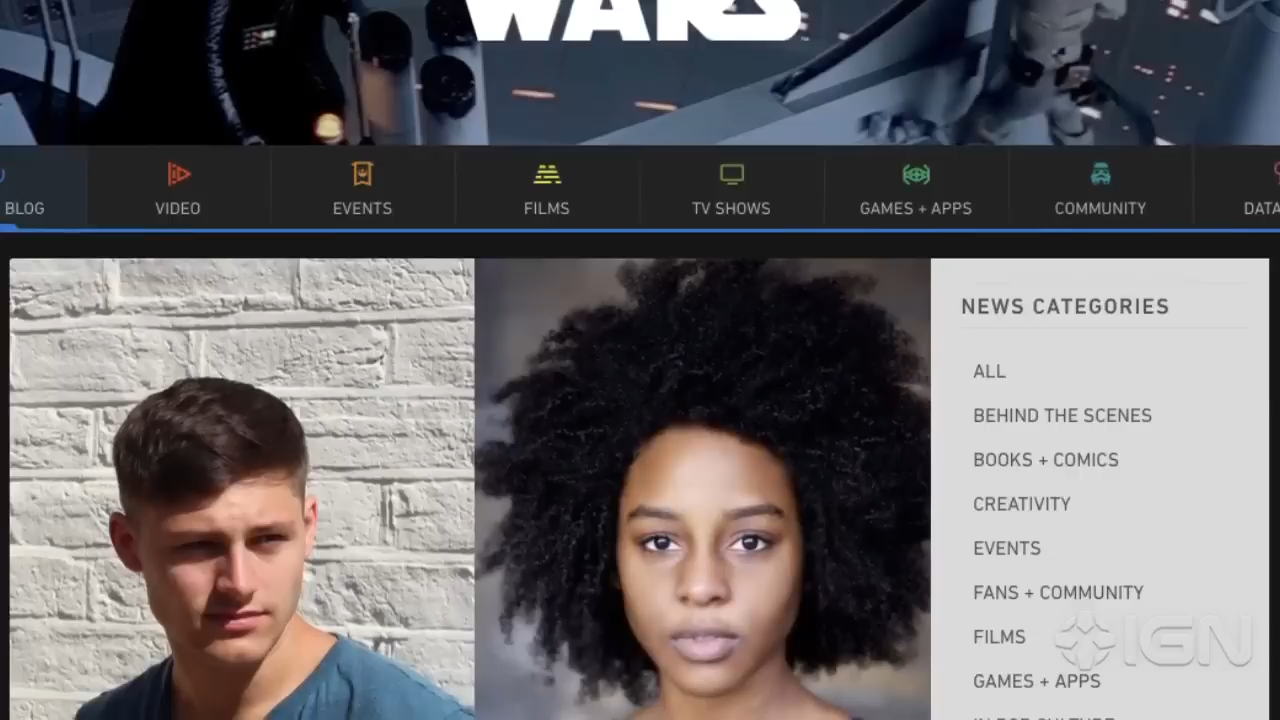 WARS
BLOG
VIDEO
EVENTS
FILMS
TV SHOWS
GAMES + APPS
COMMUNITY
DATA
NEWS CATEGORIES
ALL
BEHIND THE SCENES
BOOKS + COMICS
CREATIVITY
EVENTS
FANS + COMMUNITY
FILMS
GAMES + APPS
IGN